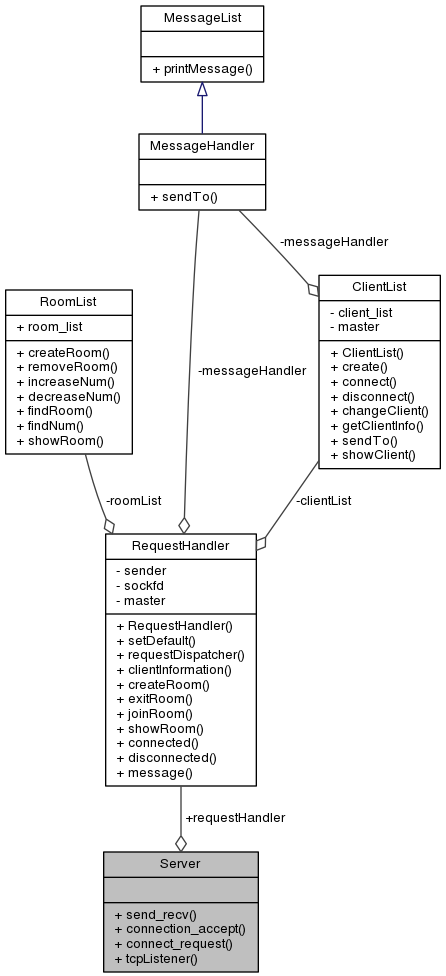 MessageList
+ printMessage()
MessageHandler
+ sendTo()
-messageHandler
ClientList
- client_list
- master
+ ClientList()
+ create()
+ connect()
+ disconnect()
+ changeClient()
+ getClientInfo()
+ sendTo()
+ showClient()
RoomList
+ room_list
+ createRoom()
+ removeRoom()
+ increaseNum()
+ decreaseNum()
+ findRoom()
+ findNum()
+ showRoom()
-messageHandler
-roomList
-clientList
RequestHandler
- sender
- sockfd
- master
+ RequestHandler()
+ setDefault()
+ requestDispatcher()
+ clientInformation()
+ createRoom()
+ exitRoom()
+ joinRoom()
+ showRoom()
+ connected()
+ disconnected()
+ message()
+requestHandler
Server
+ send_recv()
+ connection_accept()
+ connect_request()
+ tcpListener()